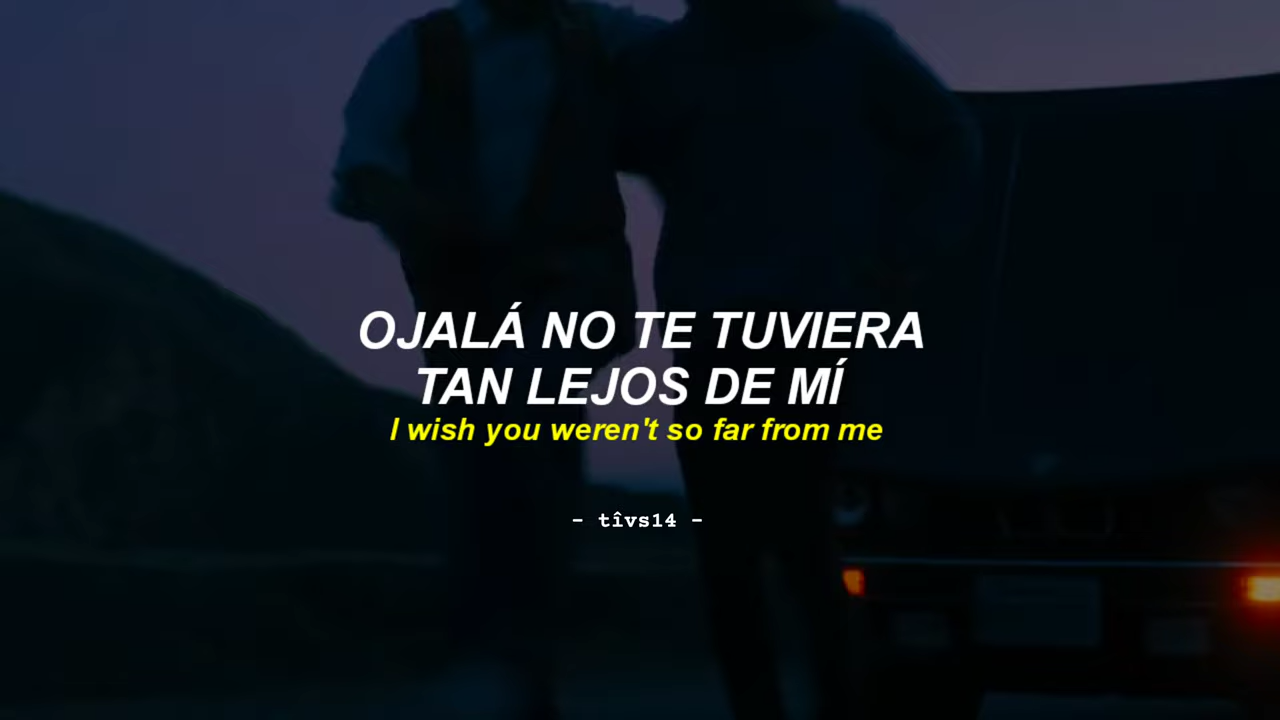 OJALÁ NO TE TUVIERA
TAN LEJOS DE MÍ
I wish you weren't so far from me
- tîvs14 -